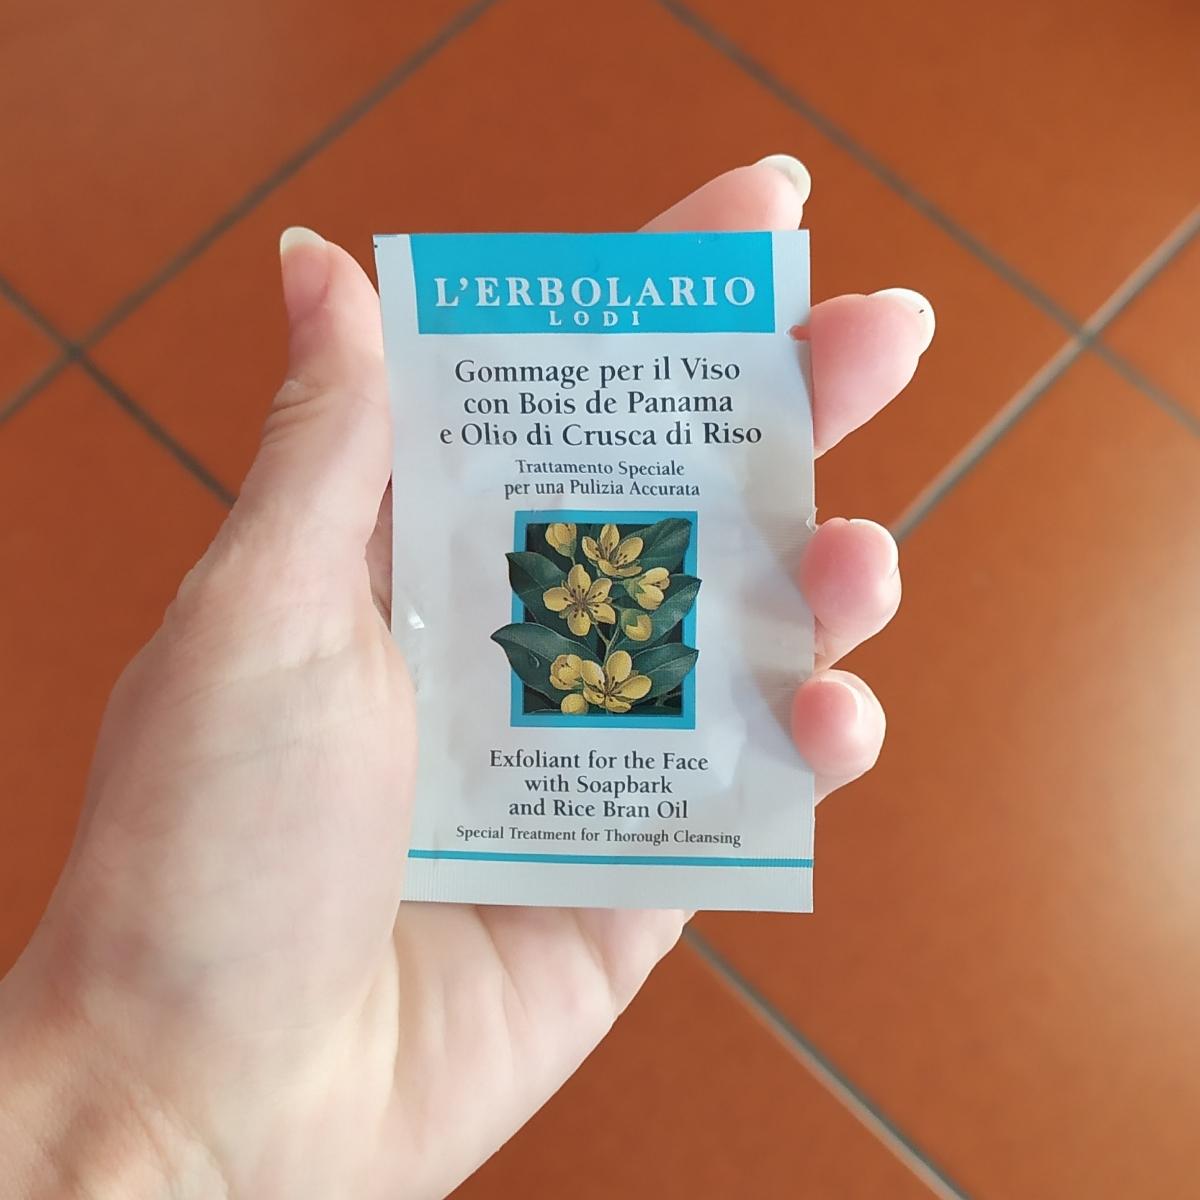 L'ERBOLARIO
LODI
Gommage per il Viso
con Bois de Panama
e Olio di Crusca di Riso
Trattamento Speciale
per una Pulizia Accurata
Exfoliant for the Face
with Soapbark
and Rice Bran Oil
Special Treatment for Thorough Cleansing